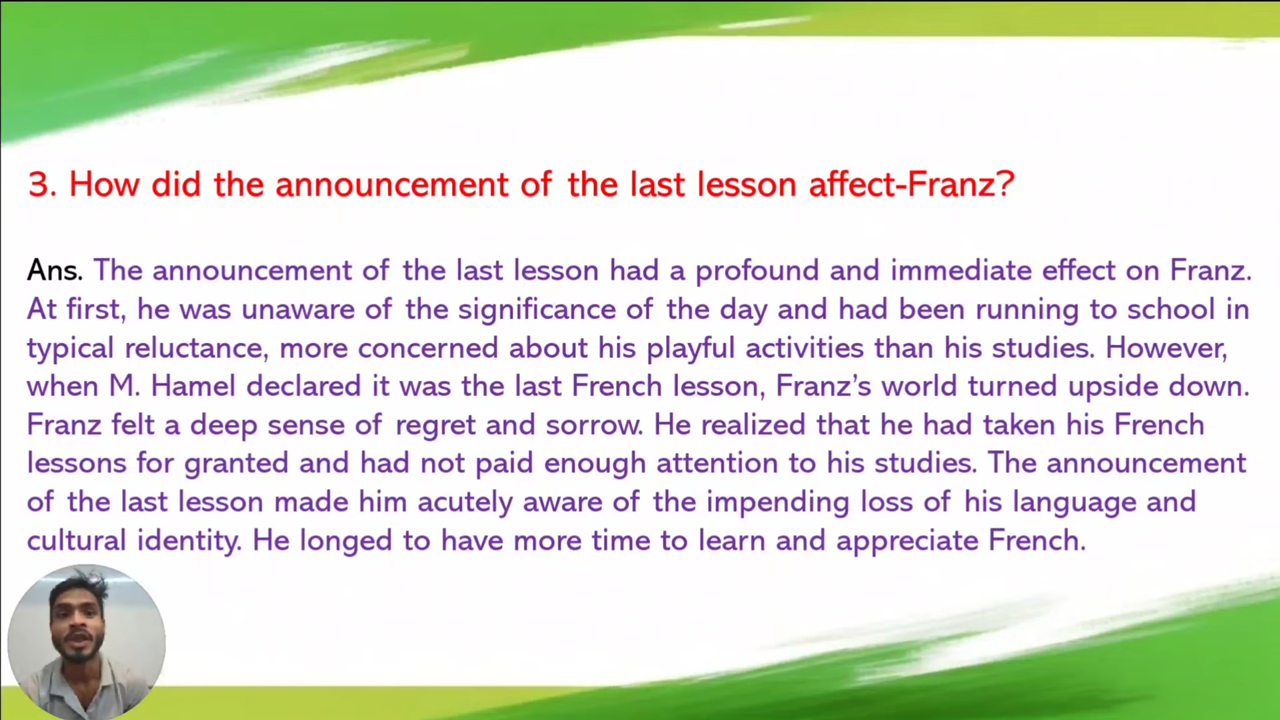 3. How did the announcement of the last lesson affect-Franz?
Ans. The announcement of the last lesson had a profound and immediate effect on Franz.
At first, he was unaware of the significance of the day and had been running to school in
typical reluctance, more concerned about his playful activities than his studies. However,
when M. Hamel declared it was the last French lesson, Franz's world turned upside down.
Franz felt a deep sense of regret and sorrow. He realized that he had taken his French
lessons for granted and had not paid enough attention to his studies. The announcement
of the last lesson made him acutely aware of the impending loss of his language and
cultural identity. He longed to have more time to learn and appreciate French.